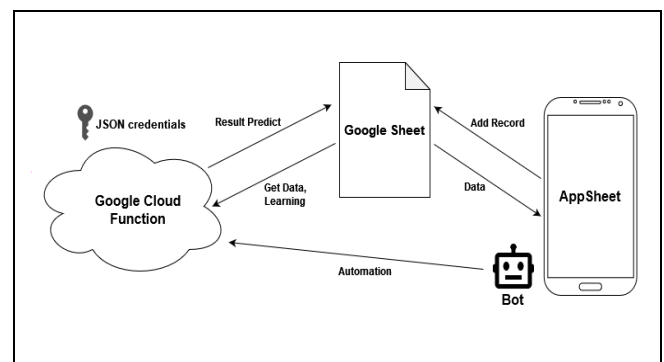 JSON credentials
Result Predict
Google Sheet
Add Record
Google Cloud
Function
Get Data,
Learning
Data
AppSheet
Automation
Bot